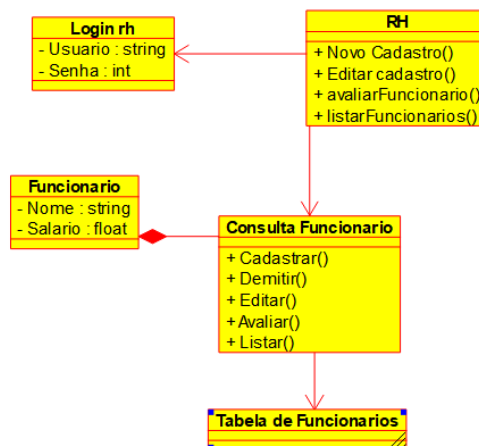 Login rh
- Usuario : string
- Senha : int
RH
+ Novo Cadastro()
+ Editar cadastro()
+ avaliarFuncionario()
+ listarFuncionarios()
Funcionario
- Nome : string
- Salario : float
Consulta Funcionario
+ Cadastrar()
+ Demitir()
+ Editar()
+ Avaliar()
+ Listar()
Tabela de Funcionarios